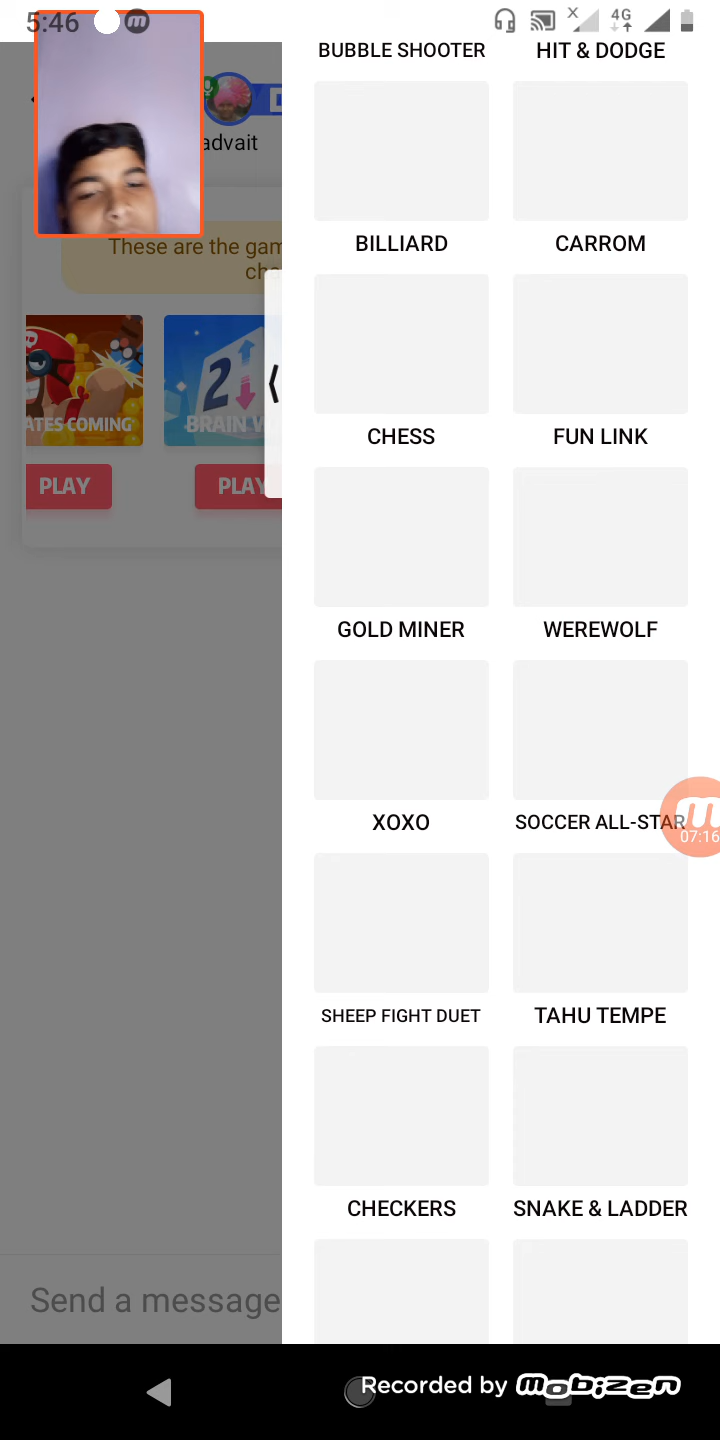 5:46
4G
advait
These are the gam
ATES COMING
PLAY
PLAY
BUBBLE SHOOTER
HIT & DODGE
BILLIARD
CARROM
CHESS
FUN LINK
GOLD MINER
WEREWOLF
XOXO
SOCCER ALL-STAR
07:16
SHEEP FIGHT DUET
TAHU TEMPE
CHECKERS
SNAKE & LADDER
Send a message
Recorded by mobizen